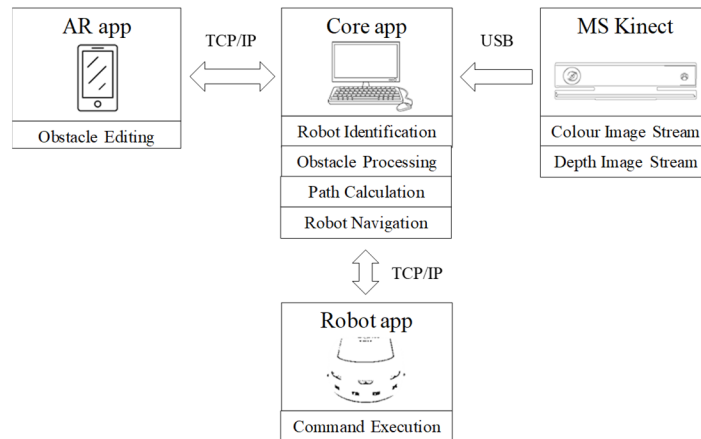 AR app
Obstacle Editing
TCP/IP
Core app
Robot Identification
Obstacle Processing
Path Calculation
Robot Navigation
USB
MS Kinect
Colour Image Stream
Depth Image Stream
TCP/IP
Robot app
Command Execution